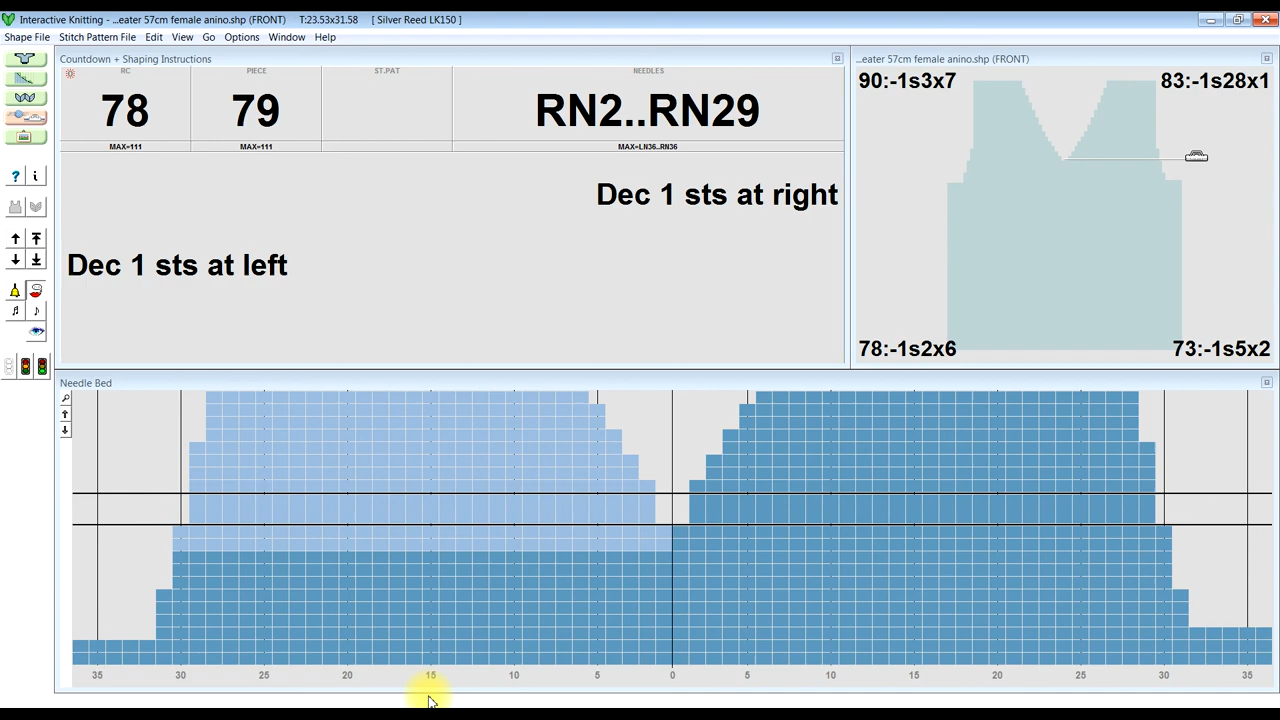 Interactive Knitting - ...eater 57cm female anino.shp (FRONT) T:23.53x31.58 [ Silver Reed LK150 ]
Shape File Stitch Pattern File Edit View Go Options Window Help
Countdown + Shaping Instructions
RC PIECE ST.PAT NEEDLES
78 79 RN2..RN29
MAX=111 MAX=111 MAX=LN36..RN36
Dec 1 sts at right
Dec 1 sts at left
...eater 57cm female anino.shp (FRONT)
90:-1s3x7 83:-1s28x1
78:-1s2x6 73:-1s5x2
Needle Bed
35 30 25 20 15 10 5 0 5 10 15 20 25 30 35